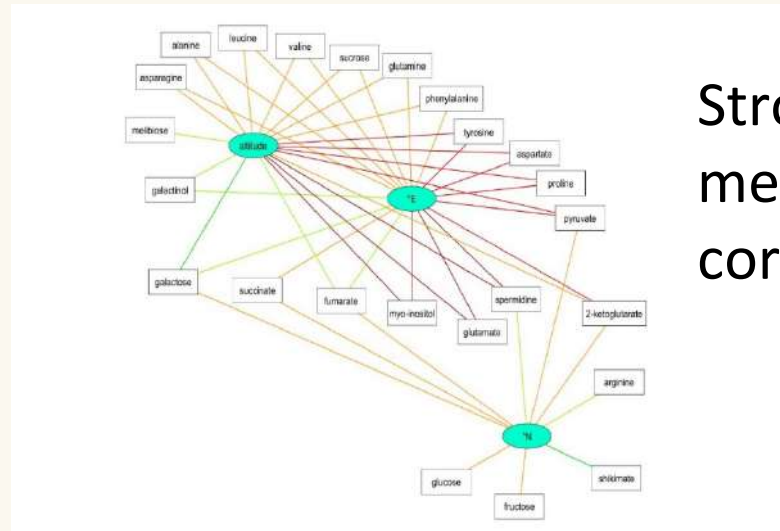 leucine
alanine
valine
sucrose
glutamine
asparagine
phenylalanine
melibiose
tyrosine
altitude
aspartate
proline
galactinol
°E
pyruvate
galactose
succinate
fumarate
myo-inositol
spermidine
glutamate
2-ketoglutarate
arginine
°N
glucose
fructose
shikimate
Stro
me
cor